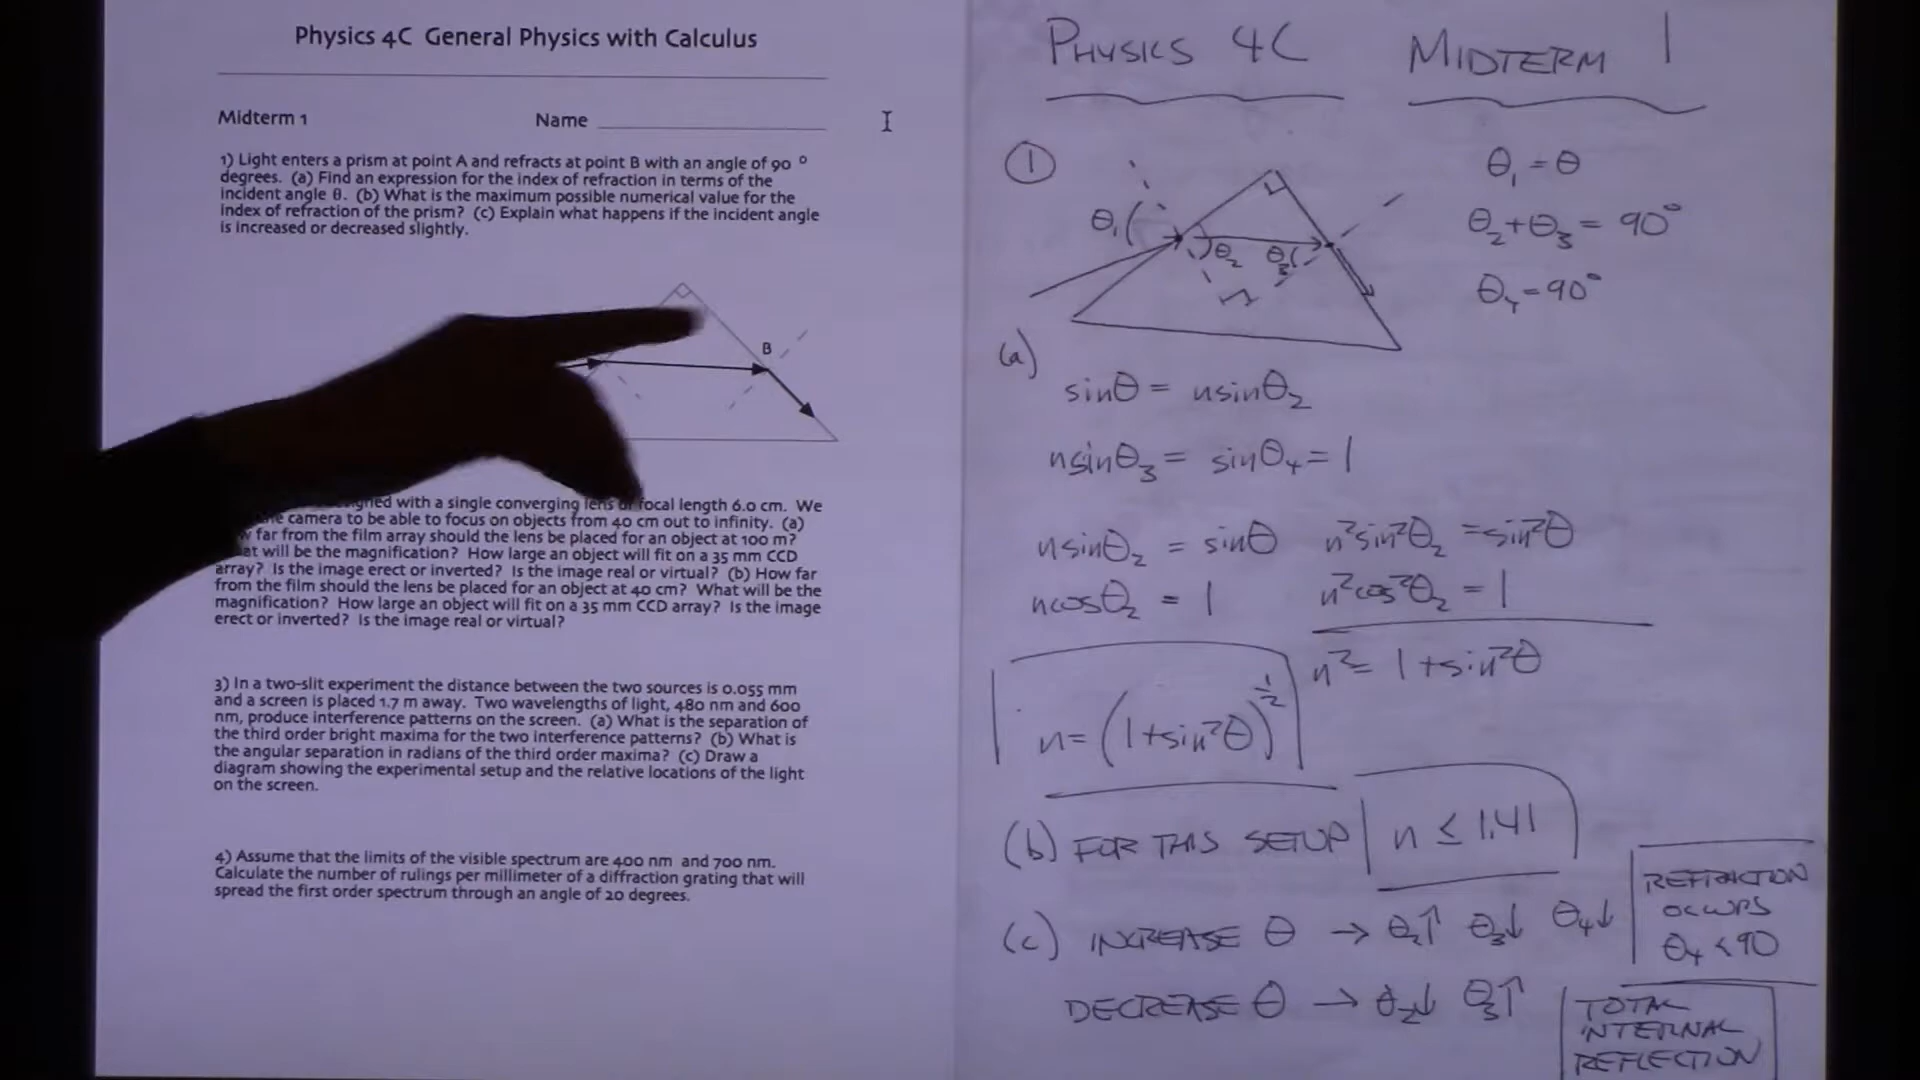 Physics 4C General Physics with Calculus
Midterm 1 Name
1) Light enters a prism at point A and refracts at point B with an angle of 90 °
degrees. (a) Find an expression for the index of refraction in terms of the
incident angle θ. (b) What is the maximum possible numerical value for the
index of refraction of the prism? (c) Explain what happens if the incident angle
is increased or decreased slightly.
B
with a single converging lens of focal length 6.0 cm. We
camera to be able to focus on objects from 40 cm out to infinity. (a)
far from the film array should the lens be placed for an object at 100 m?
will be the magnification? How large an object will fit on a 35 mm CCD
array? Is the image erect or inverted? Is the image real or virtual? (b) How far
from the film should the lens be placed for an object at 40 cm? What will be the
magnification? How large an object will fit on a 35 mm CCD array? Is the image
erect or inverted? Is the image real or virtual?
3) In a two-slit experiment the distance between the two sources is 0.055 mm
and a screen is placed 1.7 m away. Two wavelengths of light, 480 nm and 600
nm, produce interference patterns on the screen. (a) What is the separation of
the third order bright maxima for the two interference patterns? (b) What is
the angular separation in radians of the third order maxima? (c) Draw a
diagram showing the experimental setup and the relative locations of the light
on the screen.
4) Assume that the limits of the visible spectrum are 400 nm and 700 nm.
Calculate the number of rulings per millimeter of a diffraction grating that will
spread the first order spectrum through an angle of 20 degrees.
PHYSICS 4C MIDTERM 1
1
θ₁ θ₂ θ₃
θ₁ = θ
θ₂+θ₃ = 90°
θ₄=90°
(a)
sinθ = nsinθ₂
nsinθ₃ = sinθ₄ = 1
nsinθ₂ = sinθ n²sin²θ₂ = sin²θ
ncosθ₂ = 1 n²cos²θ₂ = 1
n² = 1+sin²θ
n= (1+sin²θ)^½
(b) FOR THIS SETUP n ≤ 1.41
(c) INCREASE θ → θ₂↑ θ₃↓ θ₄↓
REFRACTION
OCCURS
θ₄ < 90
DECREASE θ → θ₂↓ θ₃↑
TOTAL
INTERNAL
REFLECTION